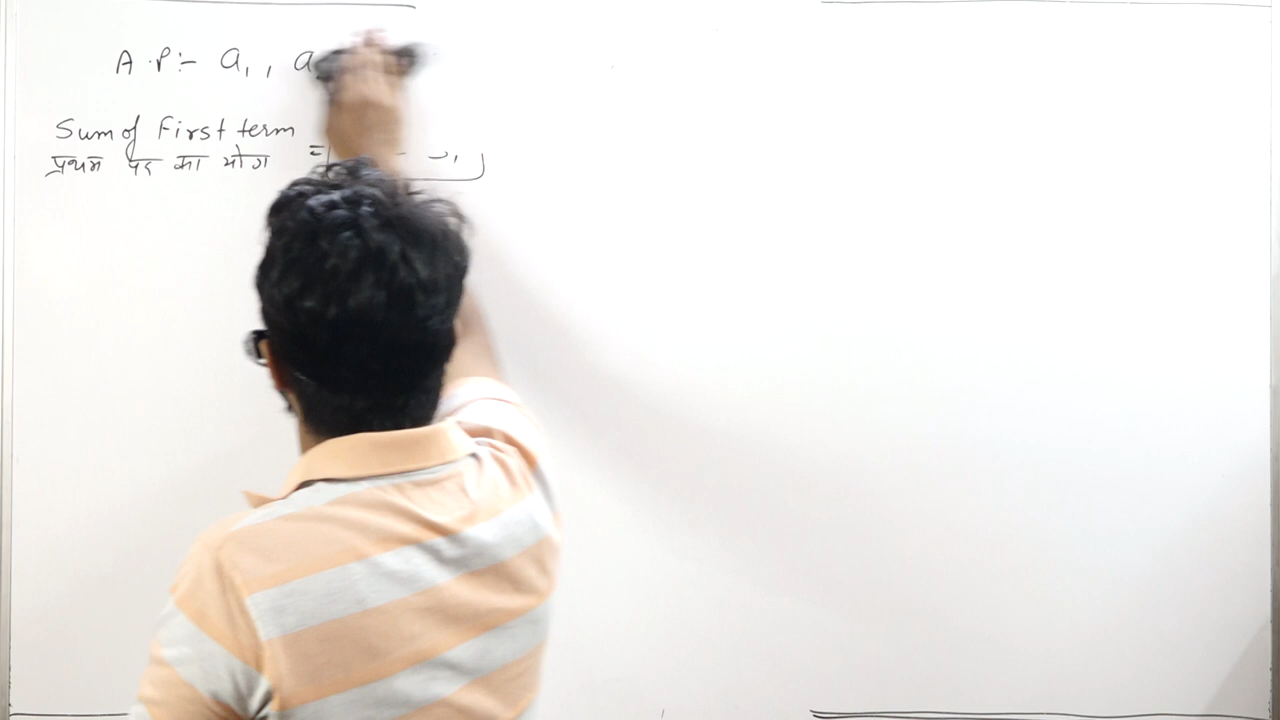 A.P:- a₁, a
Sum of First term
प्रथम पद का योग =